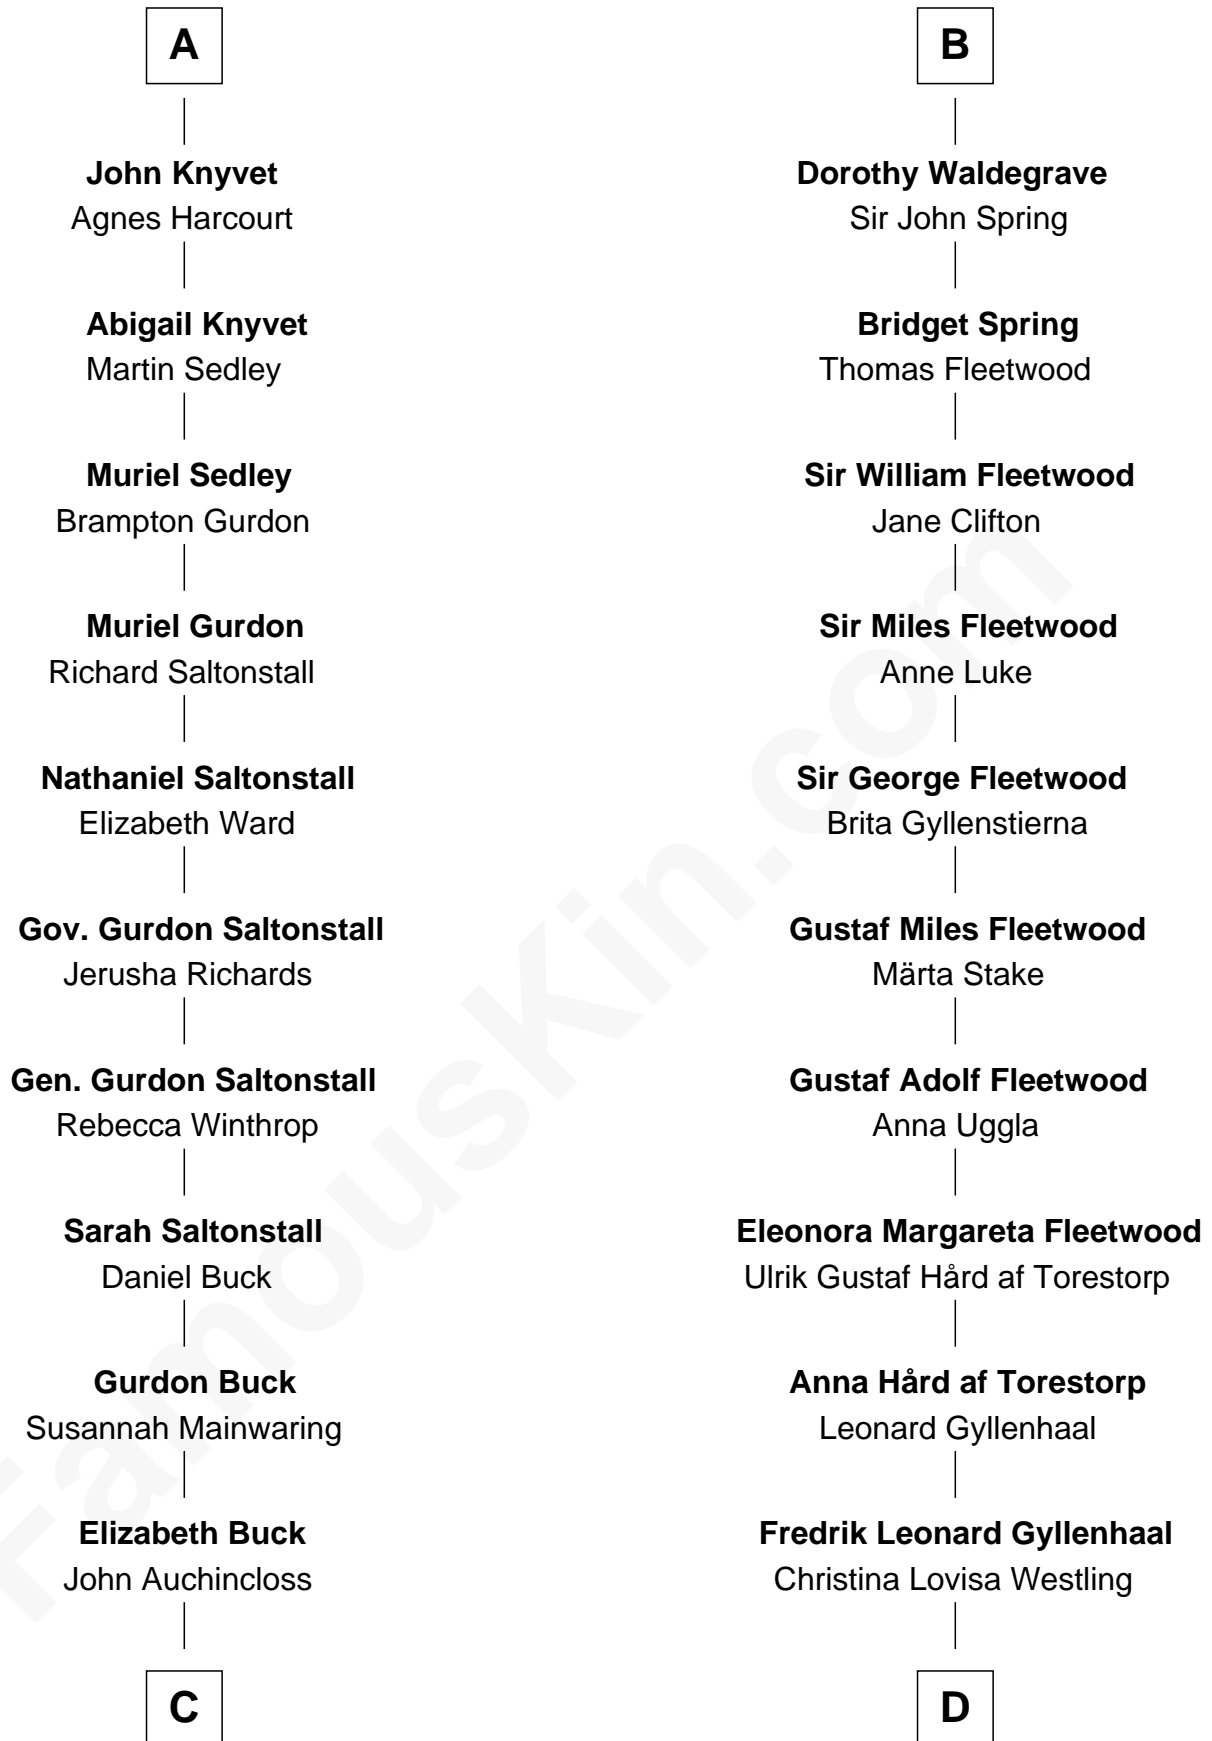 A
John Knyvet
Agnes Harcourt
Abigail Knyvet
Martin Sedley
Muriel Sedley
Brampton Gurdon
Muriel Gurdon
Richard Saltonstall
Nathaniel Saltonstall
Elizabeth Ward
Gov. Gurdon Saltonstall
Jerusha Richards
Gen. Gurdon Saltonstall
Rebecca Winthrop
Sarah Saltonstall
Daniel Buck
Gurdon Buck
Susannah Mainwaring
Elizabeth Buck
John Auchincloss
C
B
Dorothy Waldegrave
Sir John Spring
Bridget Spring
Thomas Fleetwood
Sir William Fleetwood
Jane Clifton
Sir Miles Fleetwood
Anne Luke
Sir George Fleetwood
Brita Gyllenstierna
Gustaf Miles Fleetwood
Märta Stake
Gustaf Adolf Fleetwood
Anna Uggla
Eleonora Margareta Fleetwood
Ulrik Gustaf Hård af Torestorp
Anna Hård af Torestorp
Leonard Gyllenhaal
Fredrik Leonard Gyllenhaal
Christina Lovisa Westling
D
FamousKin.com